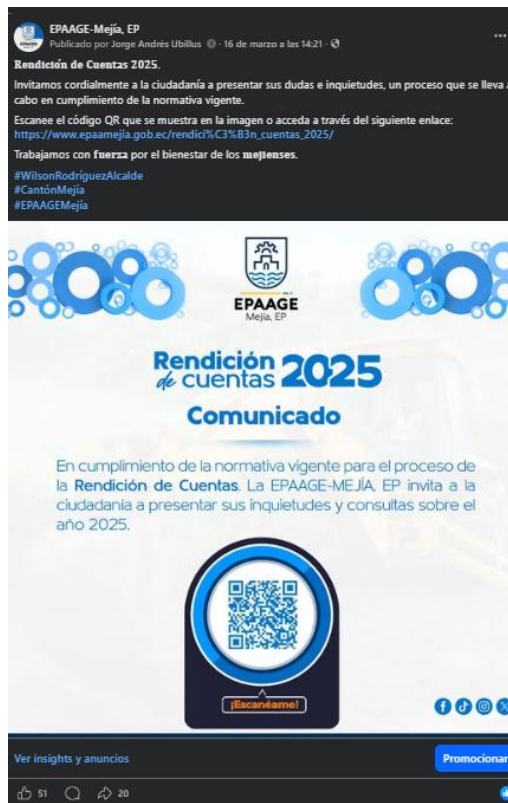 EPAAGE-Mejía, EP
Publicado por Jorge Andrés Ubillus · 16 de marzo a las 14:21 ·
Rendición de Cuentas 2025.
Invitamos cordialmente a la ciudadanía a presentar sus dudas e inquietudes, un proceso que se lleva a
cabo en cumplimiento de la normativa vigente.
Escanee el código QR que se muestra en la imagen o acceda a través del siguiente enlace:
https://www.epaamejia.gob.ec/rendici%C3%B3n_cuentas_2025/
Trabajamos con fuerza por el bienestar de los mejienses.
#WilsonRodríguezAlcalde
#CantónMejía
#EPAAGEMejía
EPAAGE
Mejía, EP
Rendición
de cuentas 2025
Comunicado
En cumplimiento de la normativa vigente para el proceso de
la Rendición de Cuentas. La EPAAGE-MEJÍA, EP invita a la
ciudadanía a presentar sus inquietudes y consultas sobre el
año 2025.
¡Escanéame!
Ver insights y anuncios
Promocionar
51
20